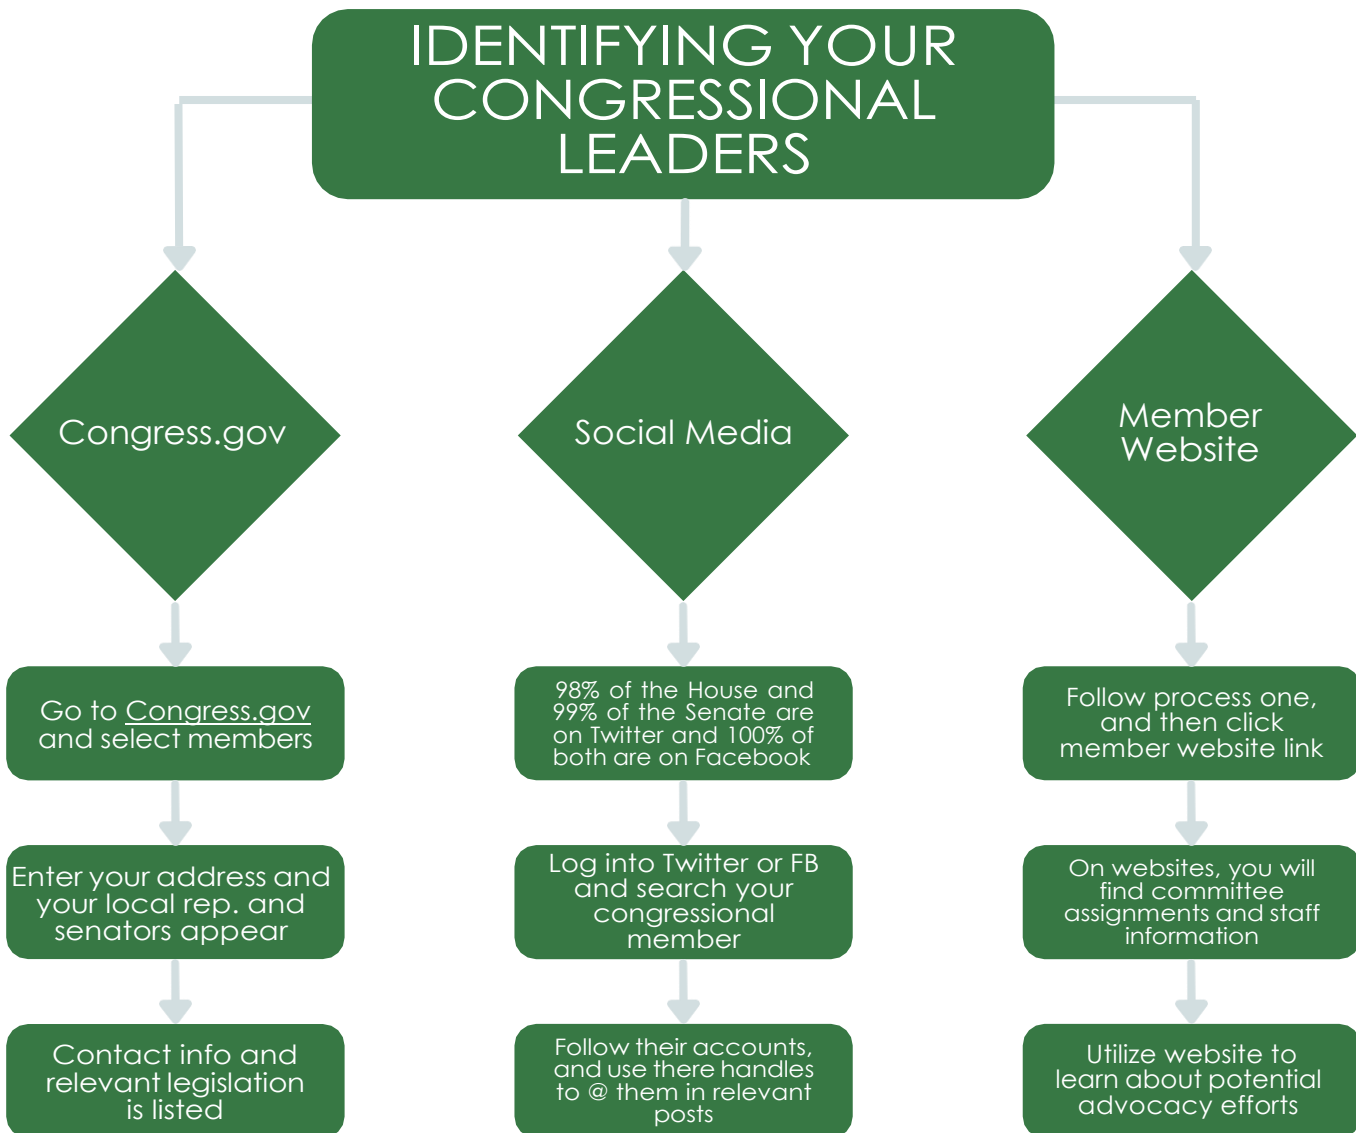 IDENTIFYING YOUR
CONGRESSIONAL
LEADERS
Congress.gov
Social Media
Member
Website
Go to Congress.gov
and select members
98% of the House and
99% of the Senate are
on Twitter and 100% of
both are on Facebook
Follow process one,
and then click
member website link
Enter your address and
your local rep. and
senators appear
Log into Twitter or FB
and search your
congressional
member
On websites, you will
find committee
assignments and staff
information
Contact info and
relevant legislation
is listed
Follow their accounts,
and use there handles
to @ them in relevant
posts
Utilize website to
learn about potential
advocacy efforts